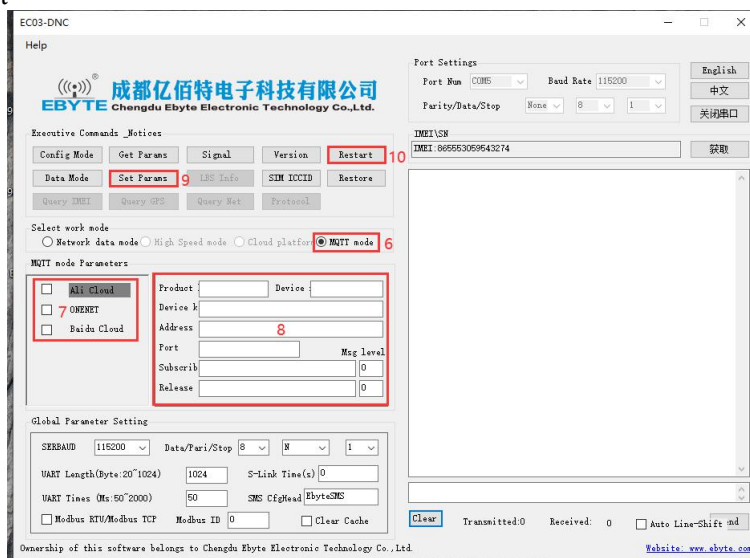 EC03-DNC
Help
成都亿佰特电子科技有限公司
EBYTE Chengdu Ebyte Electronic Technology Co.,Ltd.
Port Settings
Port Num COM5 Baud Rate 115200
Parity/Data/Stop None 8 1
English
中文
关闭串口
Executive Commands _Notices
Config Mode Get Params Signal Version Restart 10
Data Mode Set Params 9 LBS Info SIM ICCID Restore
Query IMEI Query GPS Query Net Protocol
IMEI\SN
IMEI:865553059543274 获取
Select work mode
Network data mode High Speed mode Cloud platform MQTT mode 6
MQTT mode Parameters
Ali Cloud
7 ONENET
Baidu Cloud
Product Device
Device k
Address 8
Port Msg level
Subscrib 0
Release 0
Global Parameter Setting
SERBAUD 115200 Data/Pari/Stop 8 N 1
UART Length(Byte:20~1024) 1024 S-Link Time(s) 0
UART Times (Ms:50~2000) 50 SMS CfgHead EbyteSMS
Modbus RTU/Modbus TCP Modbus ID 0 Clear Cache
Clear Transmitted:0 Received: 0 Auto Line-Shift nd
Ownership of this software belongs to Chengdu Ebyte Electronic Technology Co., Ltd.
Website: www.ebyte.com